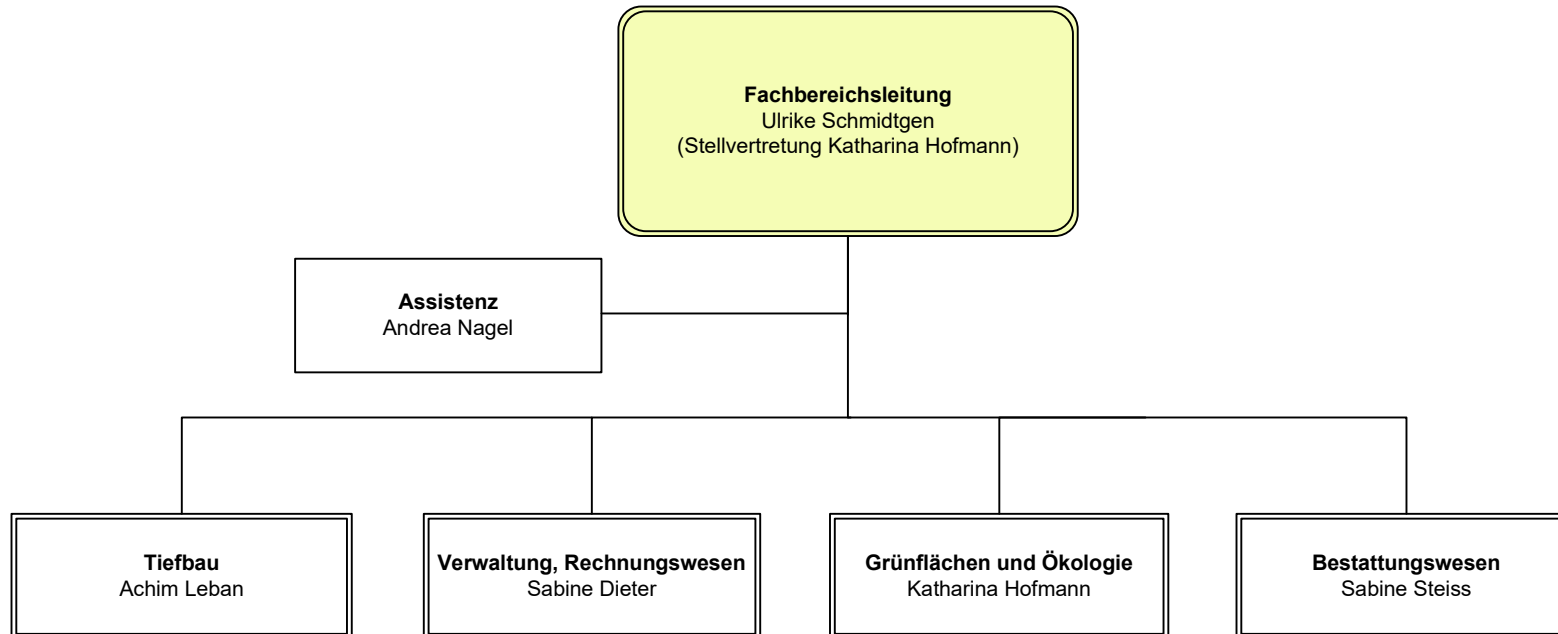 Fachbereichsleitung
Ulrike Schmidtgen
(Stellvertretung Katharina Hofmann)
Assistenz
Andrea Nagel
Tiefbau
Achim Leban
Verwaltung, Rechnungswesen
Sabine Dieter
Grünflächen und Ökologie
Katharina Hofmann
Bestattungswesen
Sabine Steiss